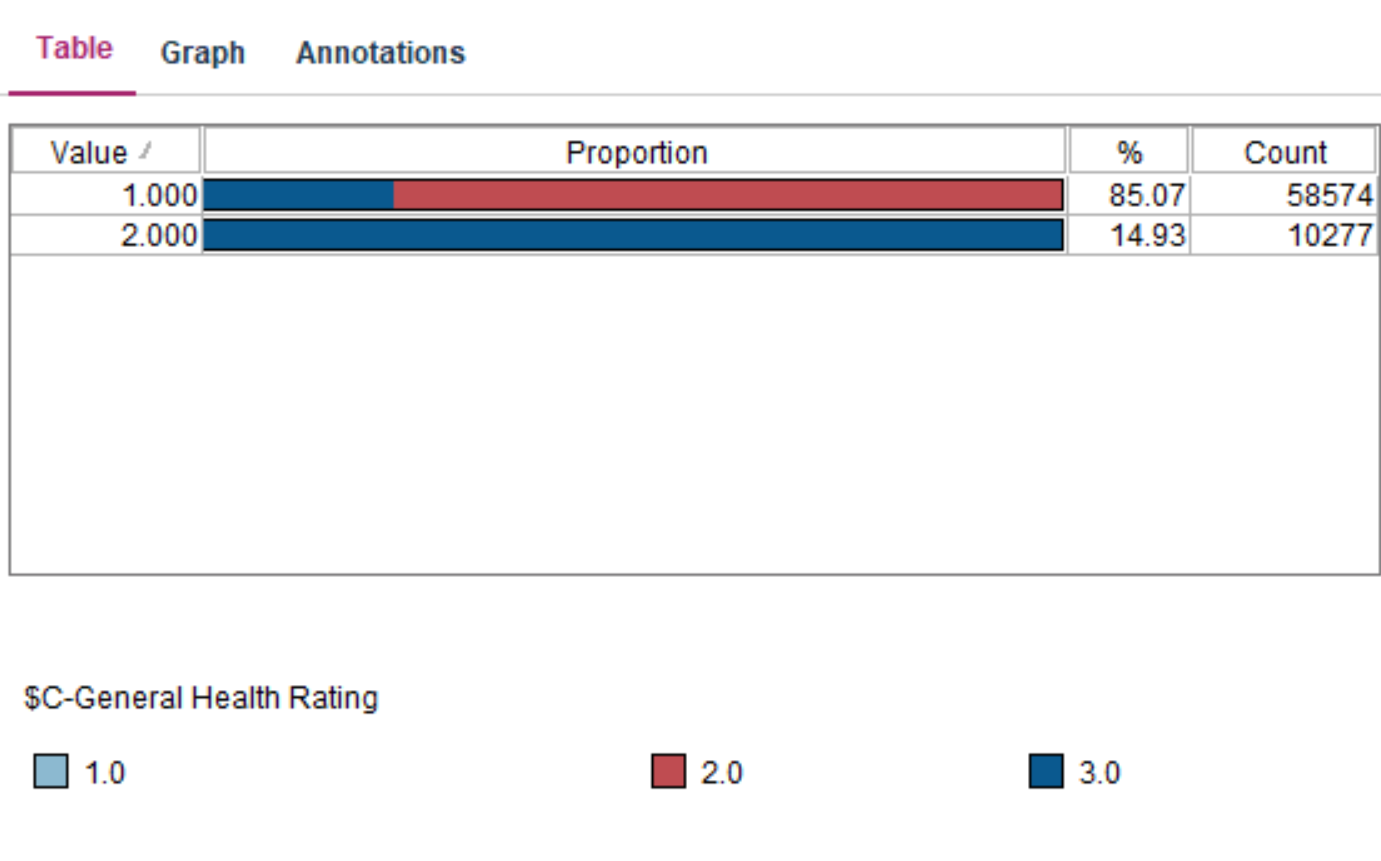 Table Graph Annotations
Value Proportion % Count
1.000 85.07 58574
2.000 14.93 10277
$C-General Health Rating
1.0 2.0 3.0